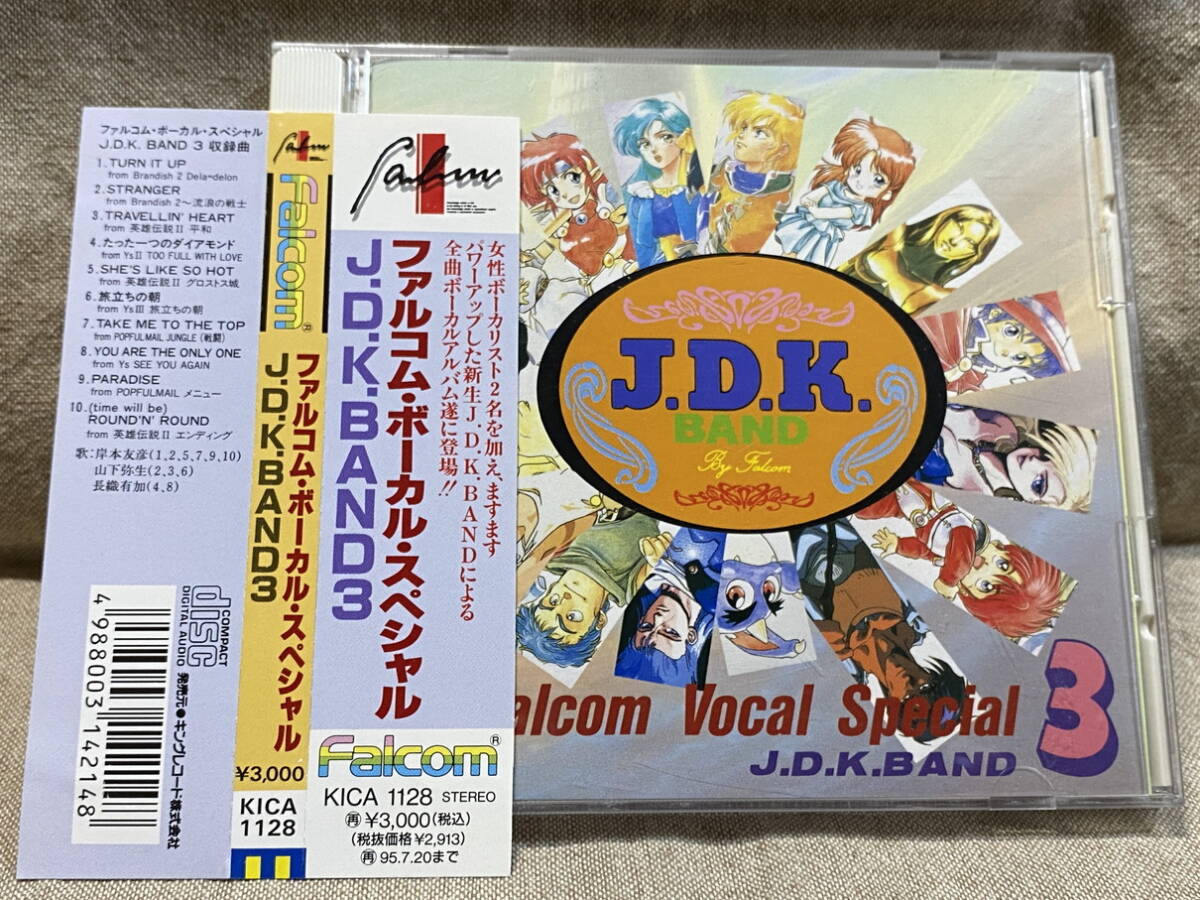 ファルコム・ボーカル・スペシャル
J.D.K. BAND 3 収録曲
1. TURN IT UP
from Brandish 2 Dela=delon
2. STRANGER
from Brandish 2〜流浪の戦士
3. TRAVELLIN' HEART
from 英雄伝説II 平和
4. たった一つのダイアモンド
from YsII TOO FULL WITH LOVE
5. SHE'S LIKE SO HOT
from 英雄伝説II グロストス城
6. 旅立ちの朝
from YsIII 旅立ちの朝
7. TAKE ME TO THE TOP
from POPFULMAIL JUNGLE (戦闘)
8. YOU ARE THE ONLY ONE
from Ys SEE YOU AGAIN
9. PARADISE
from POPFULMAIL メニュー
10. (time will be)
ROUND'N' ROUND
from 英雄伝説II エンディング
歌：岸本友彦(1,2,5,7,9,10)
山下弥生(2,3,6)
長織有加(4,8)
4 988003 142148
COMPACT
disc
DIGITAL AUDIO
発売元●キングレコード株式会社
Falcom
ファルコム・ボーカル・スペシャル
J.D.K.BAND3
¥3,000
KICA
1128
女性ボーカリスト2名を加え、ますます
パワーアップした新生J.D.K.BANDによる
全曲ボーカルアルバム遂に登場!!
ファルコム・ボーカル・スペシャル
J.D.K.BAND3
Falcom®
KICA 1128 STEREO
再¥3,000(税込)
(税抜価格¥2,913)
再95.7.20まで
J.D.K.
BAND
By Falcom
alcom Vocal Special 3
J.D.K.BAND